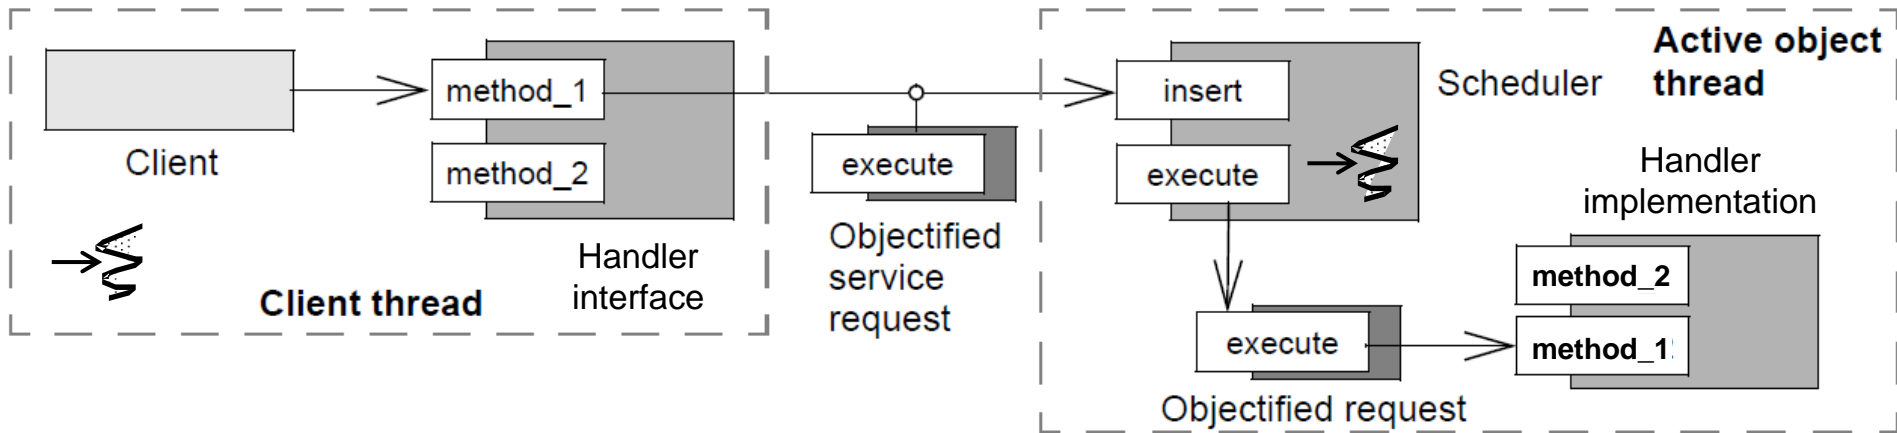 method_1
method_2
Client
Client thread
Handler
interface
execute
Objectified
service
request
insert
execute
Scheduler
Active object
thread
Handler
implementation
method_2
method_1
execute
Objectified request